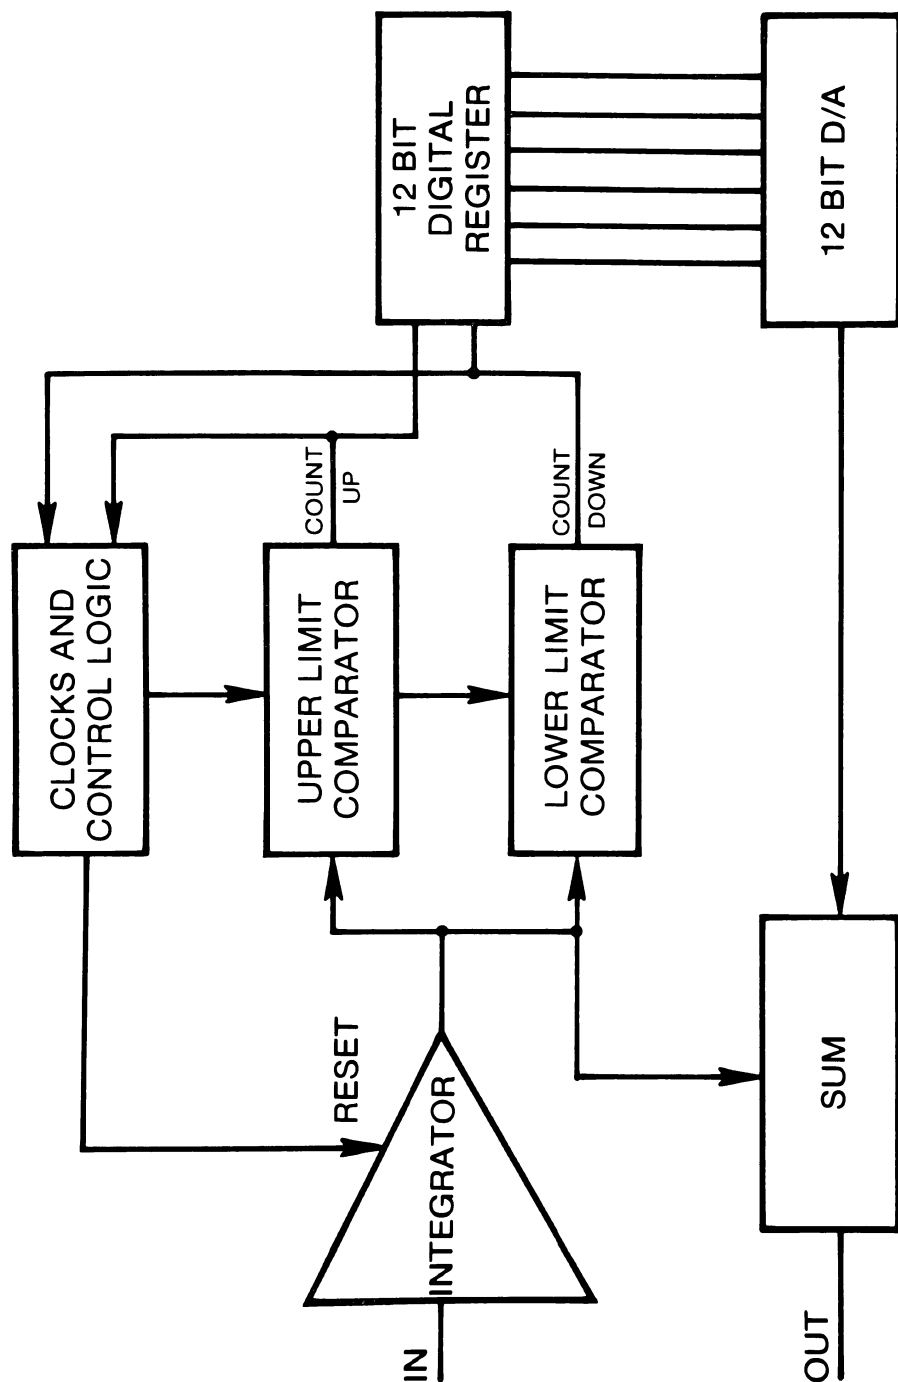 CLOCKS AND
CONTROL LOGIC
RESET
UPPER LIMIT
COMPARATOR
COUNT
UP
12 BIT
DIGITAL
REGISTER
IN
INTEGRATOR
LOWER LIMIT
COMPARATOR
COUNT
DOWN
OUT
SUM
12 BIT D/A